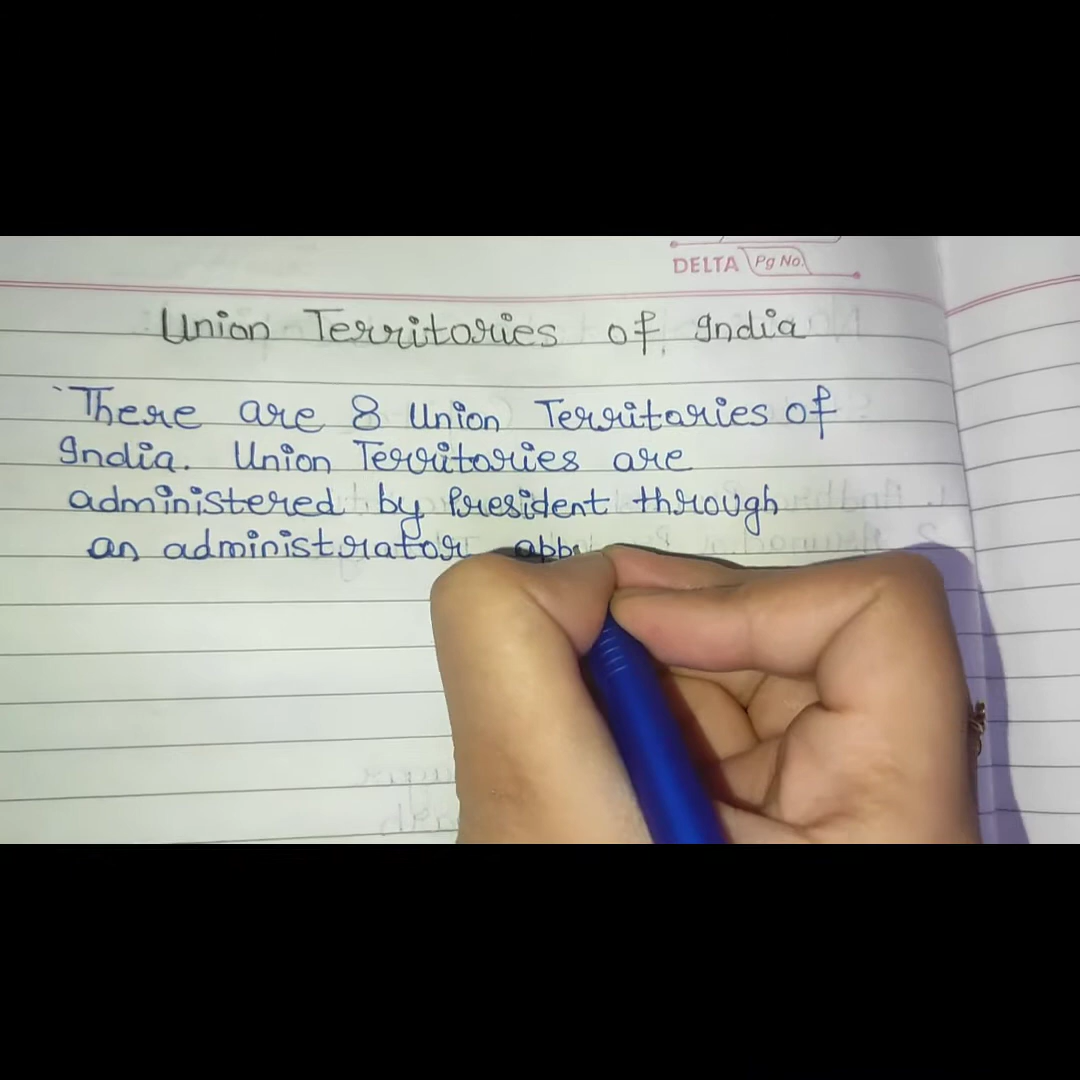 DELTA Pg No.
Union Territories of India
There are 8 Union Territories of
India. Union Territories are
administered by President through
an administrator